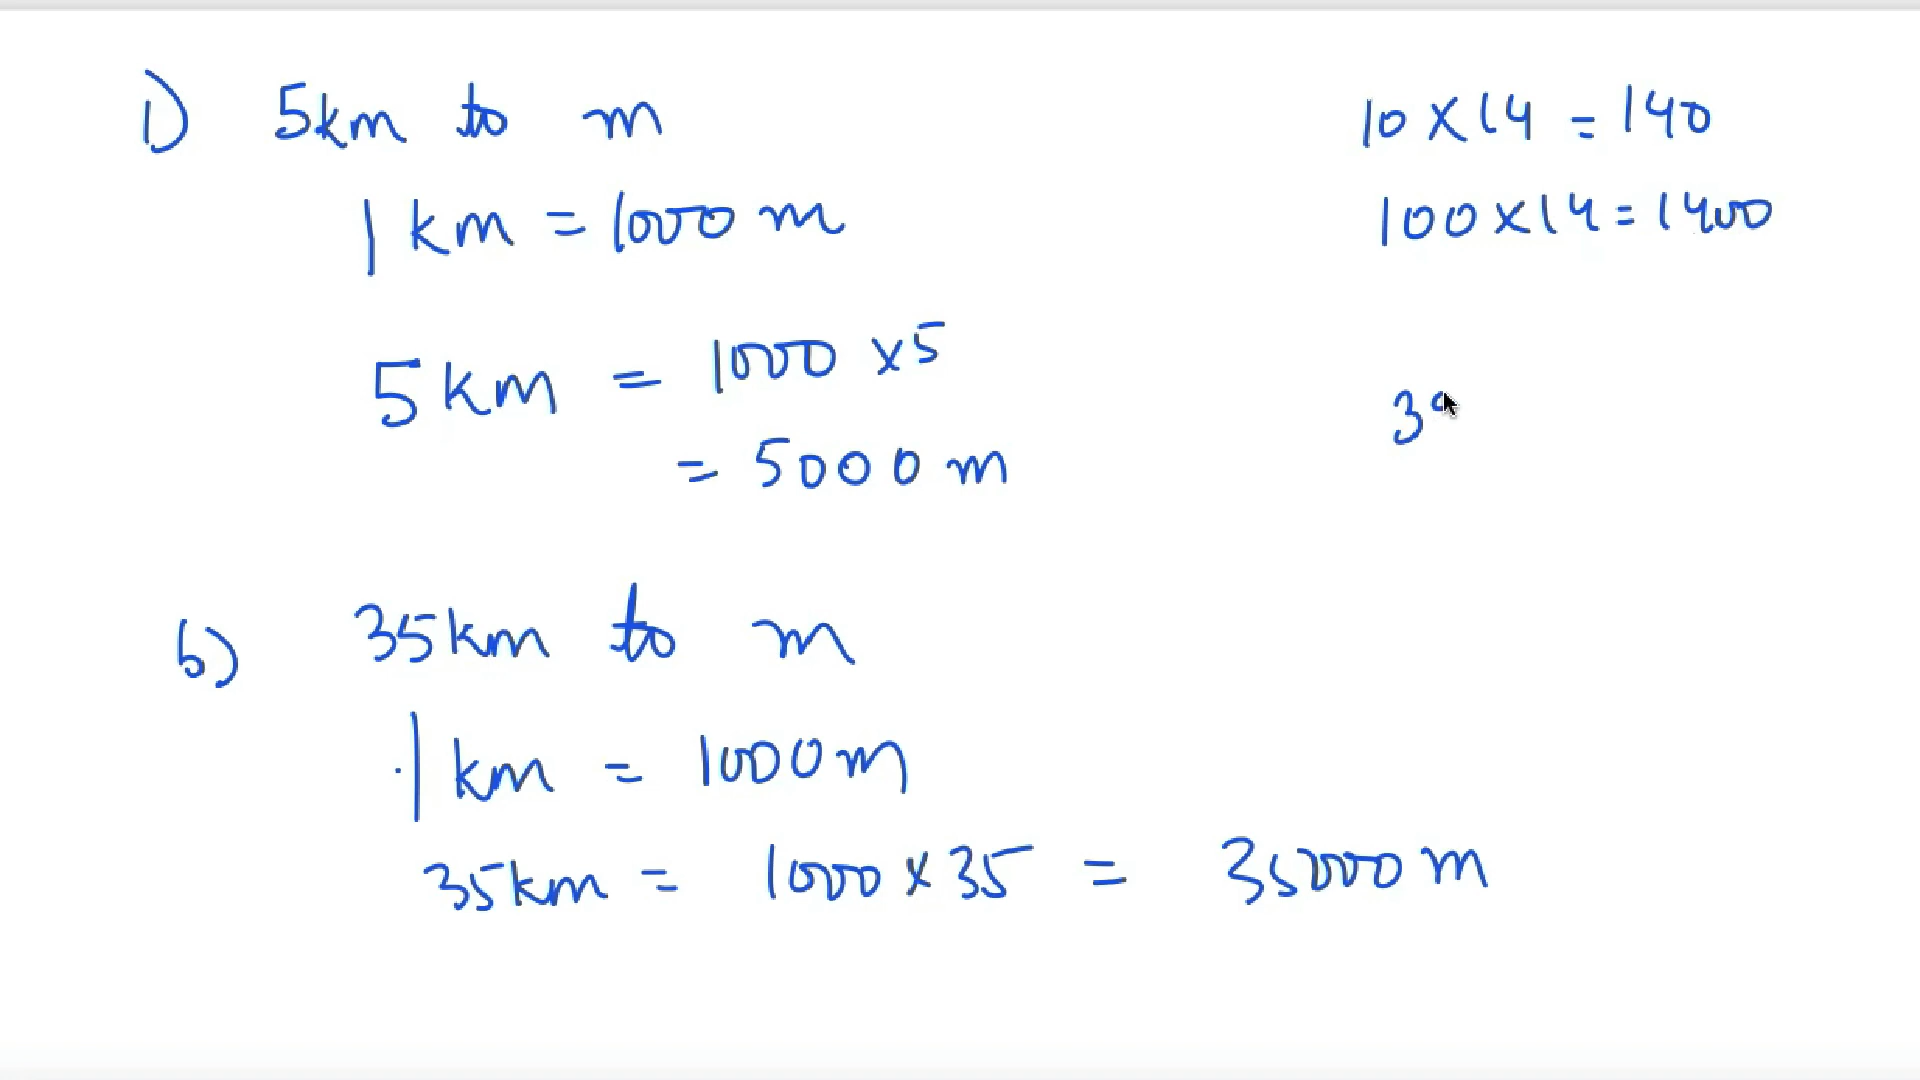 1) 5km to m
1 km = 1000 m
5 km = 1000 x5
= 5000 m
b) 35km to m
1 km = 1000m
35km = 1000 x 35 = 35000 m
10 x 14 = 140
100 x 14 = 1400